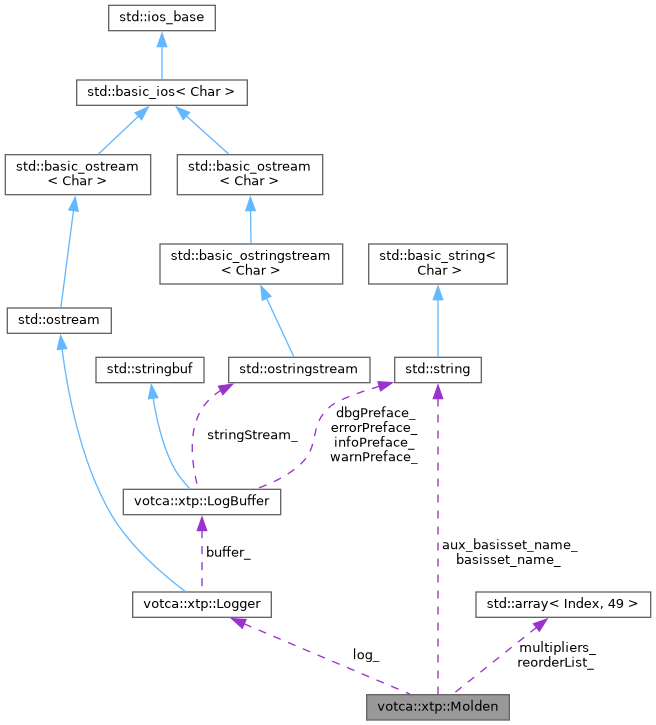 std::ios_base
std::basic_ios< Char >
std::basic_ostream
< Char >
std::basic_ostream
< Char >
std::basic_ostringstream
< Char >
std::basic_string<
Char >
std::ostream
std::stringbuf
std::ostringstream
std::string
stringStream_
dbgPreface_
errorPreface_
infoPreface_
warnPreface_
votca::xtp::LogBuffer
buffer_
aux_basisset_name_
basisset_name_
votca::xtp::Logger
std::array< Index, 49 >
log_
multipliers_
reorderList_
votca::xtp::Molden